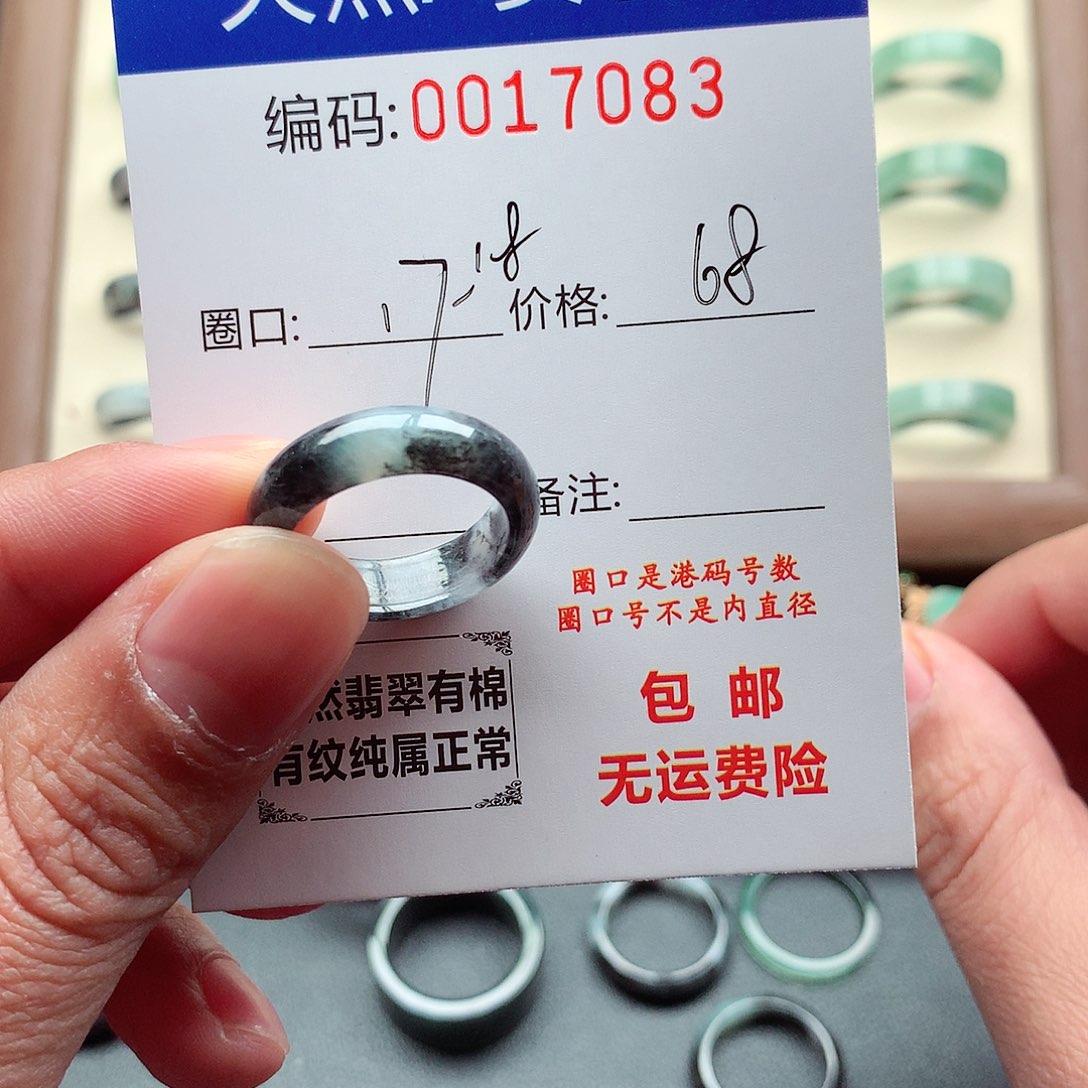 编码:0017083
圈口: 17-18 价格: 68
备注:
圈口是港码号数
圈口号不是内直径
然翡翠有棉
有纹纯属正常
包邮
无运费险